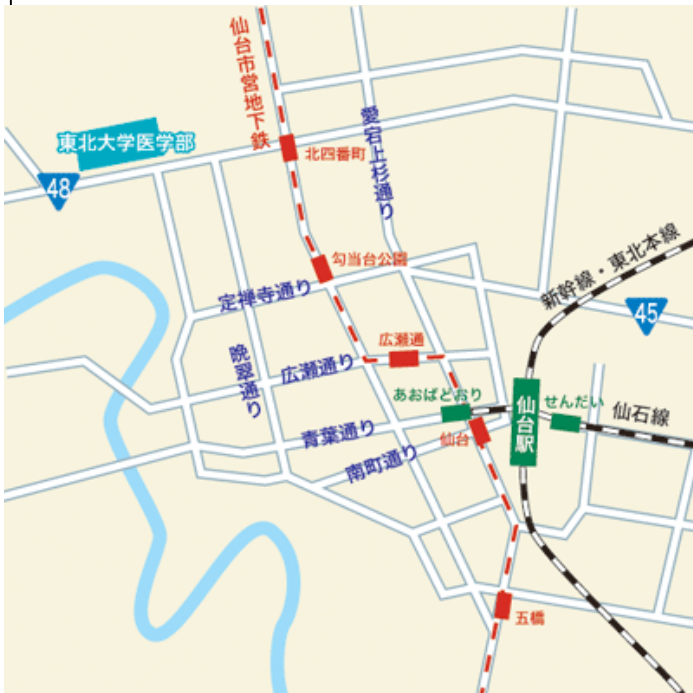 仙台市営地下鉄
愛宕上杉通り
東北大学医学部
北四番町
48
勾当台公園
新幹線・東北本線
定禅寺通り
45
広瀬通
晩翠通り
広瀬通り
あおばどおり
仙台駅
せんだい
仙石線
青葉通り
仙台
南町通り
五橋